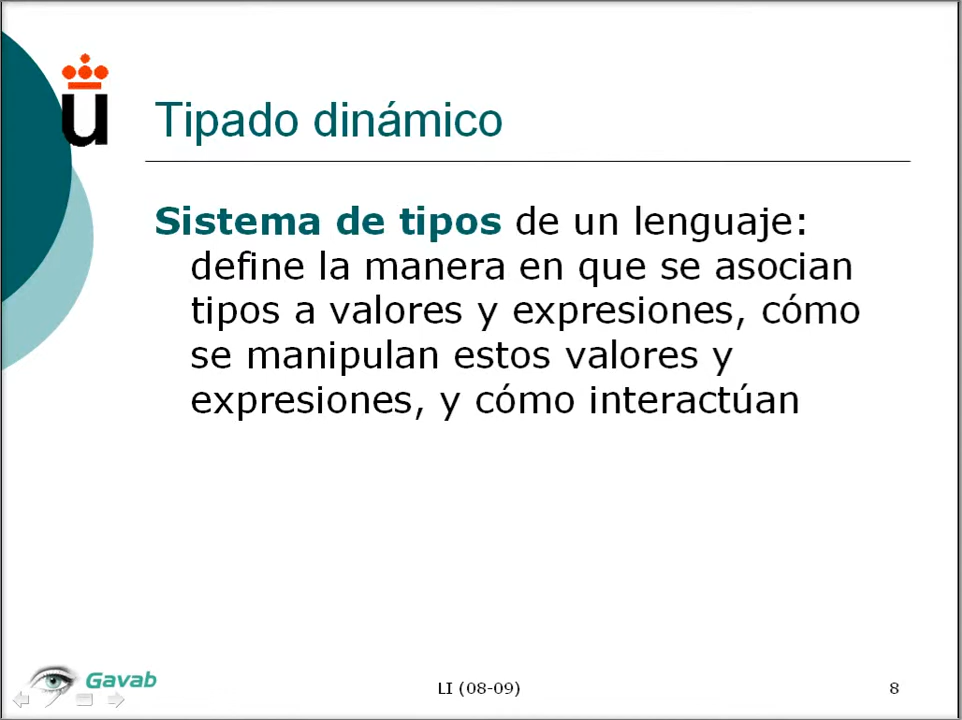 u
Tipado dinámico
Sistema de tipos de un lenguaje:
define la manera en que se asocian
tipos a valores y expresiones, cómo
se manipulan estos valores y
expresiones, y cómo interactúan
Gavab
LI (08-09)
8